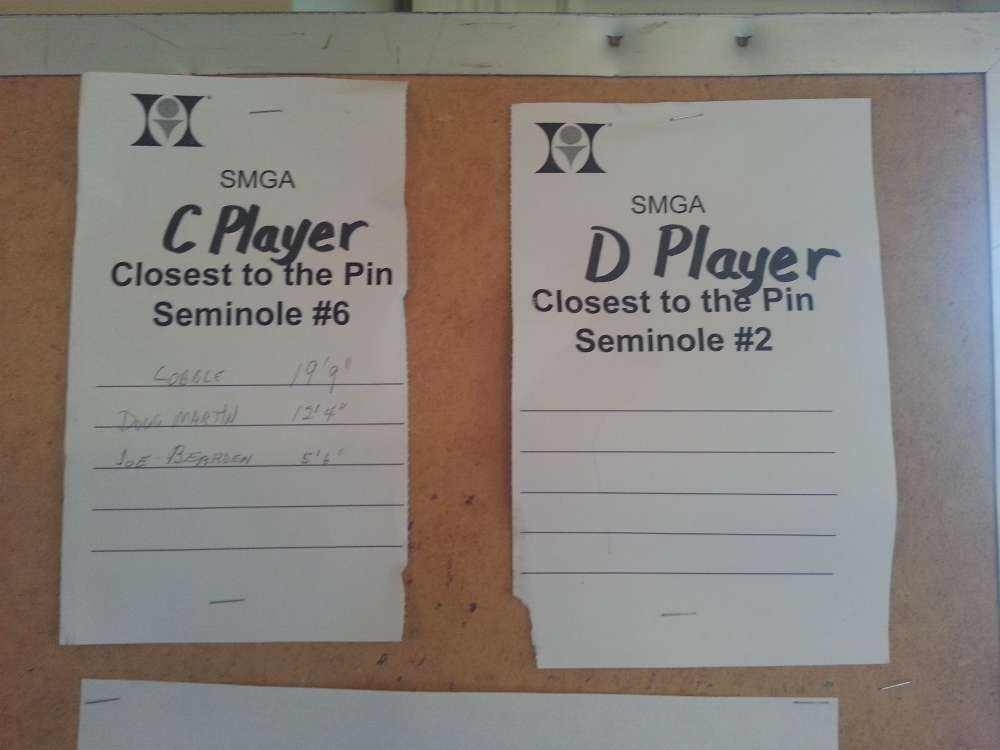 SMGA
C Player
Closest to the Pin
Seminole #6
COBBLE 19'9"
DOUG MARTIN 12'4"
JOE BEARDEN 5'6"
SMGA
D Player
Closest to the Pin
Seminole #2